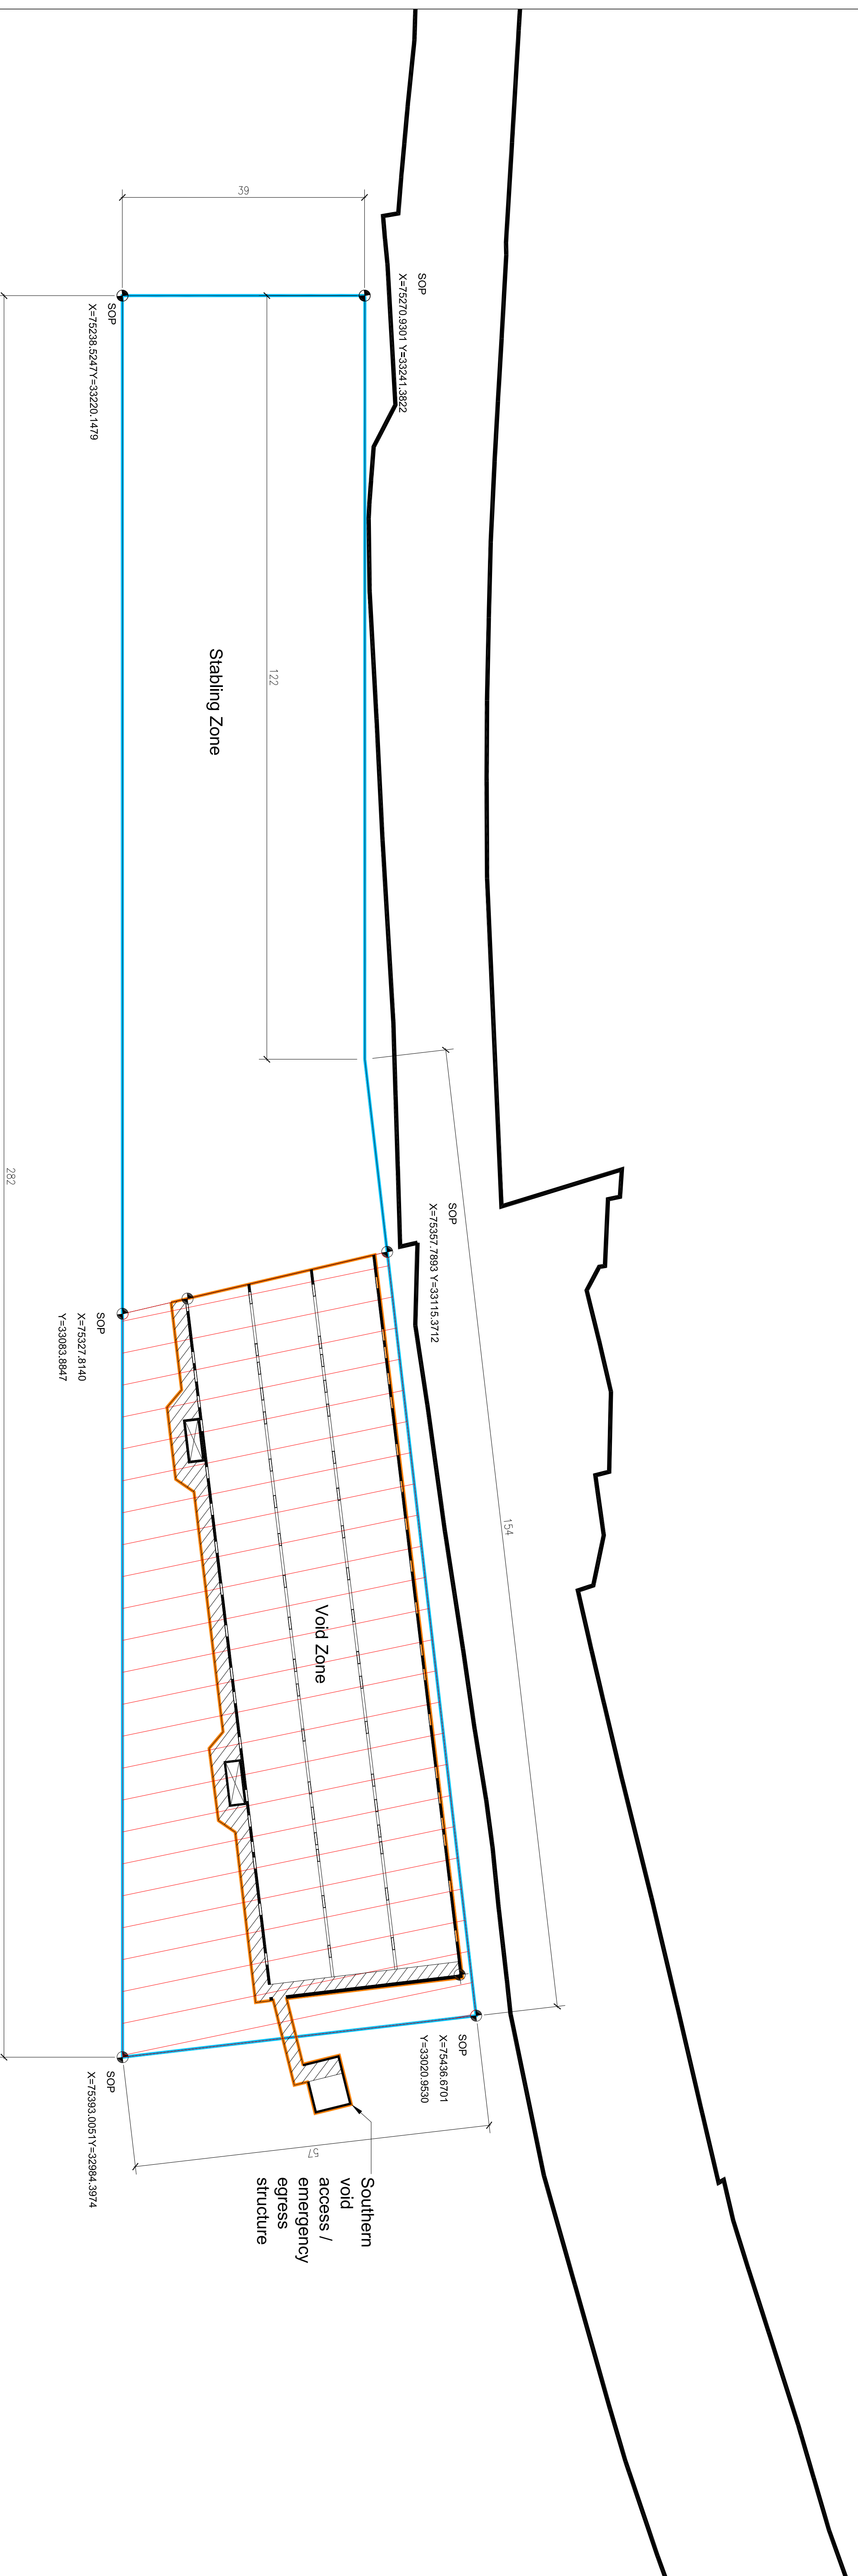 39
SOP
X=75270.9301 Y=33241.3822
SOP
X=75238.5247Y=33220.1479
Stabling Zone
122
282
SOP
X=75357.7893 Y=33115.3712
SOP
X=75327.8140
Y=33083.8847
154
Void Zone
SOP
X=75436.6701
Y=33020.9530
SOP
X=75393.0051Y=32984.3974
57
Southern
void
access /
emergency
egress
structure